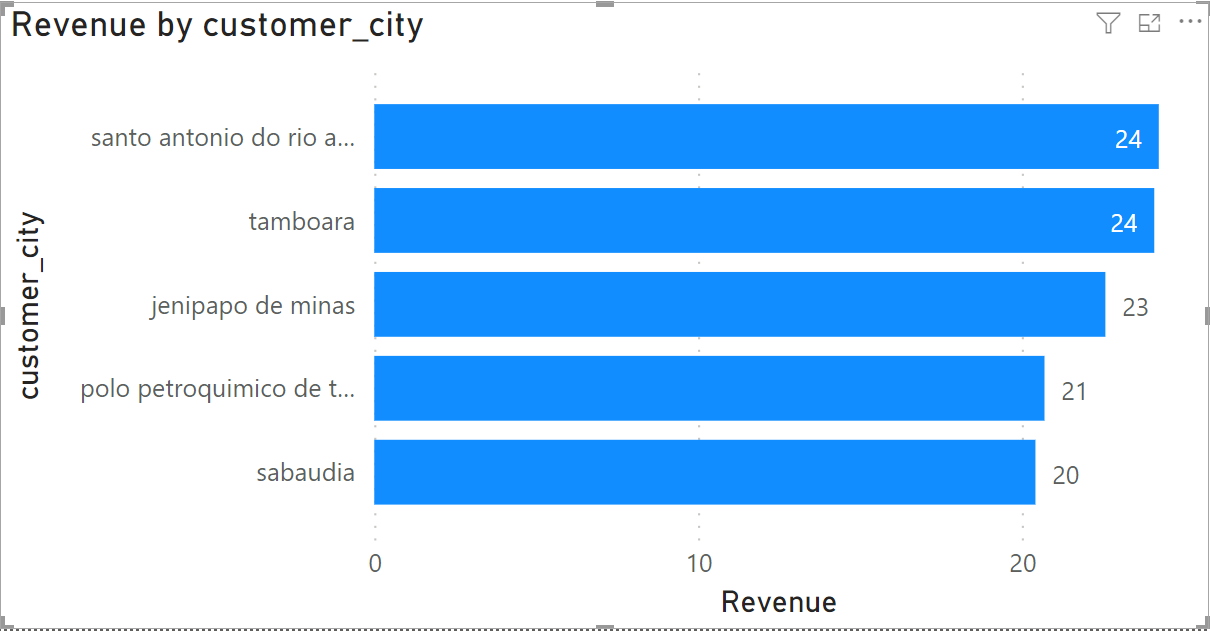 Revenue by customer_city
customer_city
santo antonio do rio a...
24
tamboara
24
jenipapo de minas
23
polo petroquimico de t...
21
sabaudia
20
0
10
20
Revenue